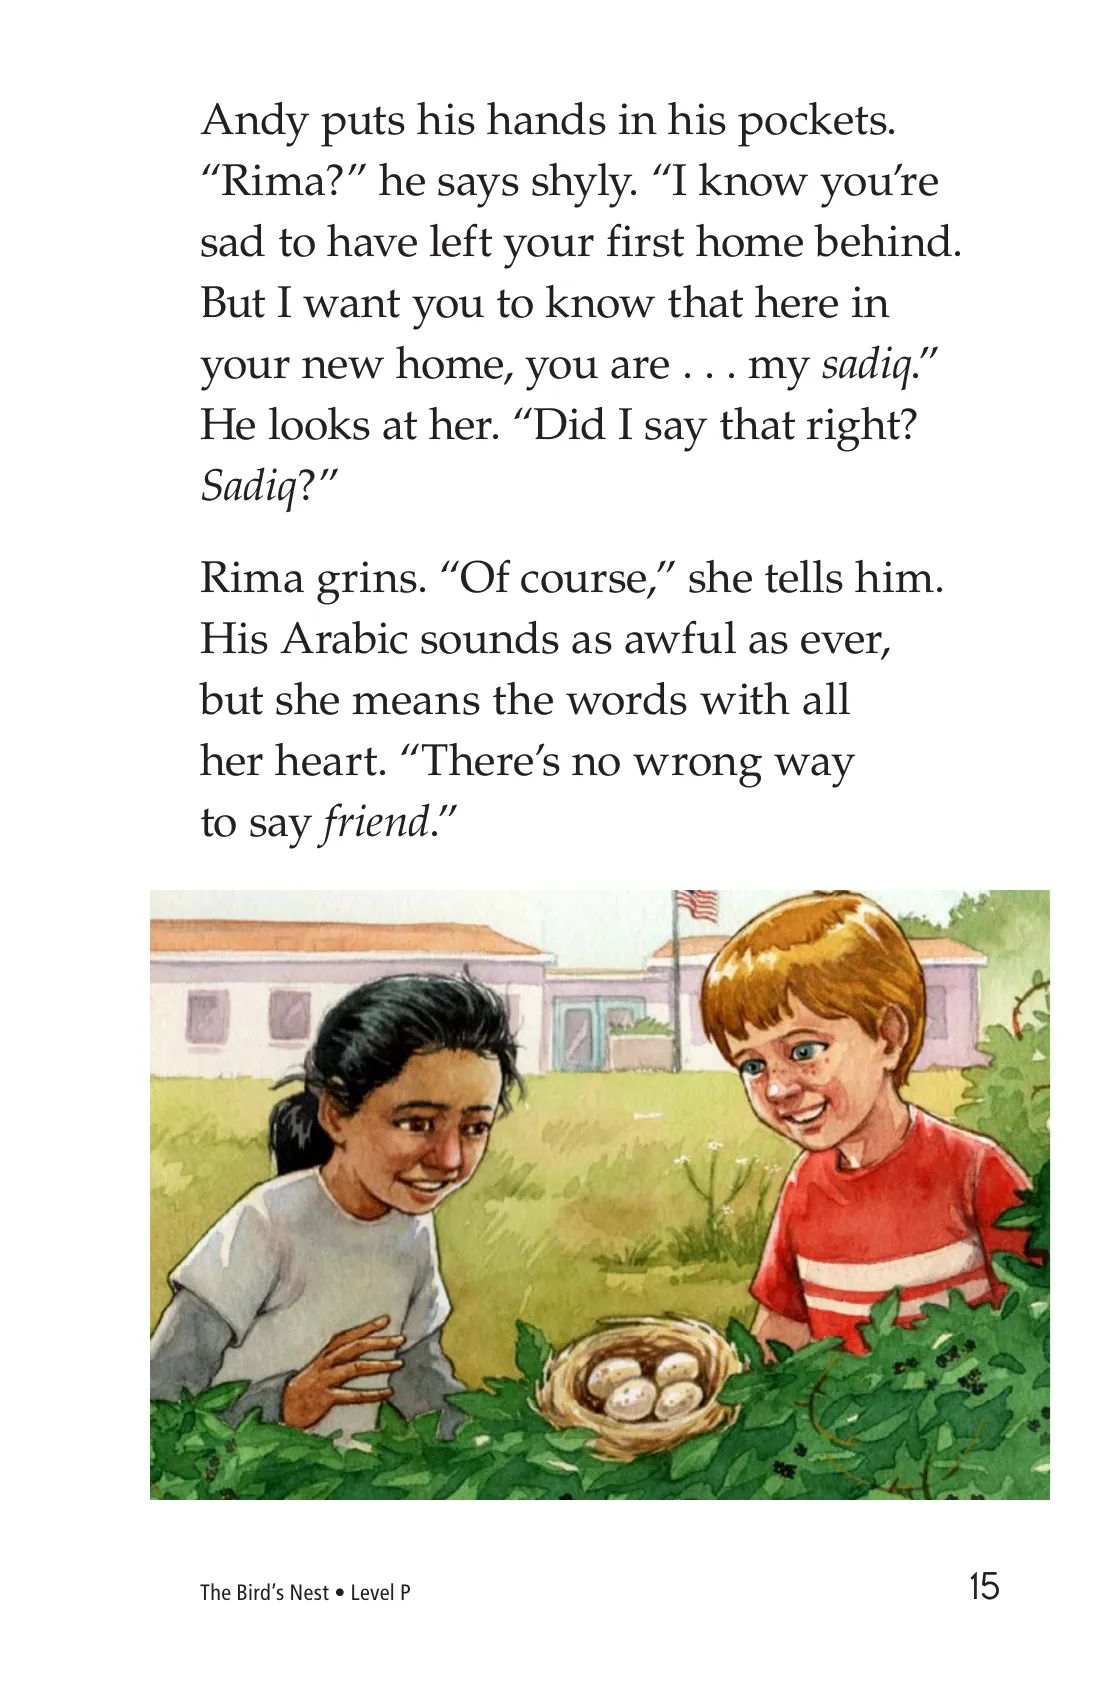 Andy puts his hands in his pockets.
“Rima?” he says shyly. “I know you’re
sad to have left your first home behind.
But I want you to know that here in
your new home, you are . . . my sadiq.”
He looks at her. “Did I say that right?
Sadiq?”
Rima grins. “Of course,” she tells him.
His Arabic sounds as awful as ever,
but she means the words with all
her heart. “There’s no wrong way
to say friend.”
The Bird’s Nest • Level P
15